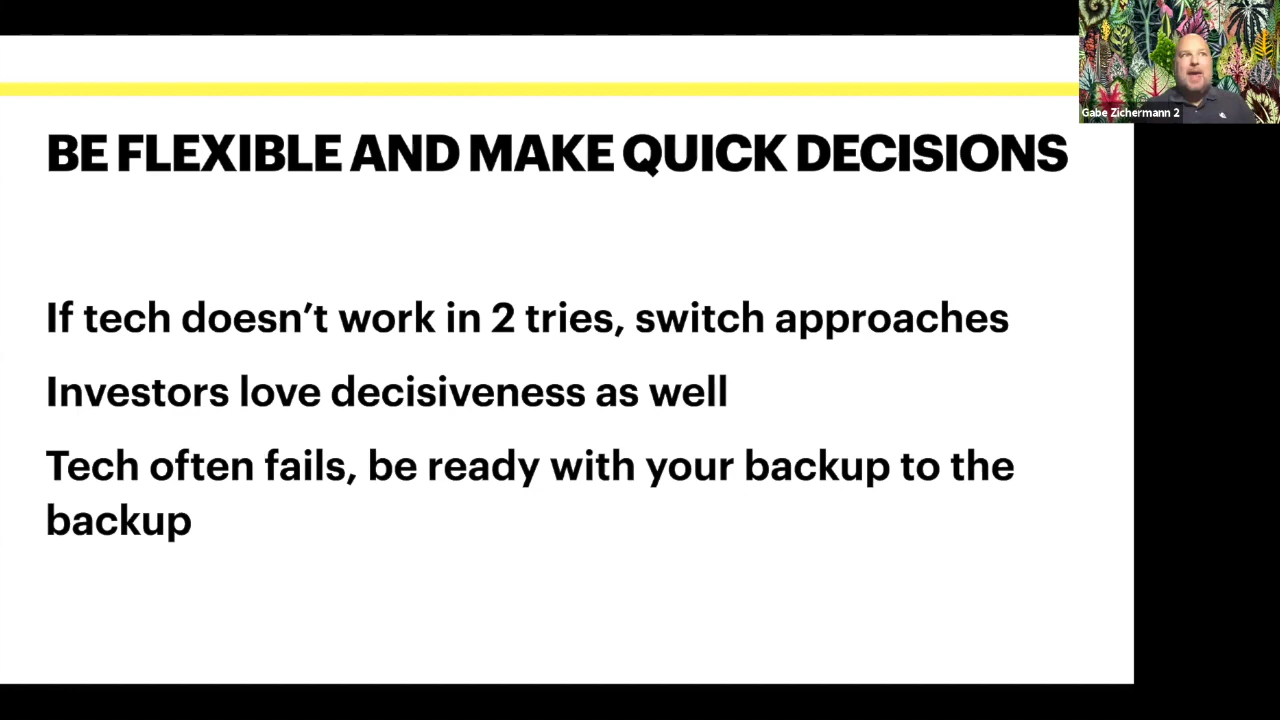 Gabe Zichermann 2
BE FLEXIBLE AND MAKE QUICK DECISIONS
If tech doesn’t work in 2 tries, switch approaches
Investors love decisiveness as well
Tech often fails, be ready with your backup to the
backup